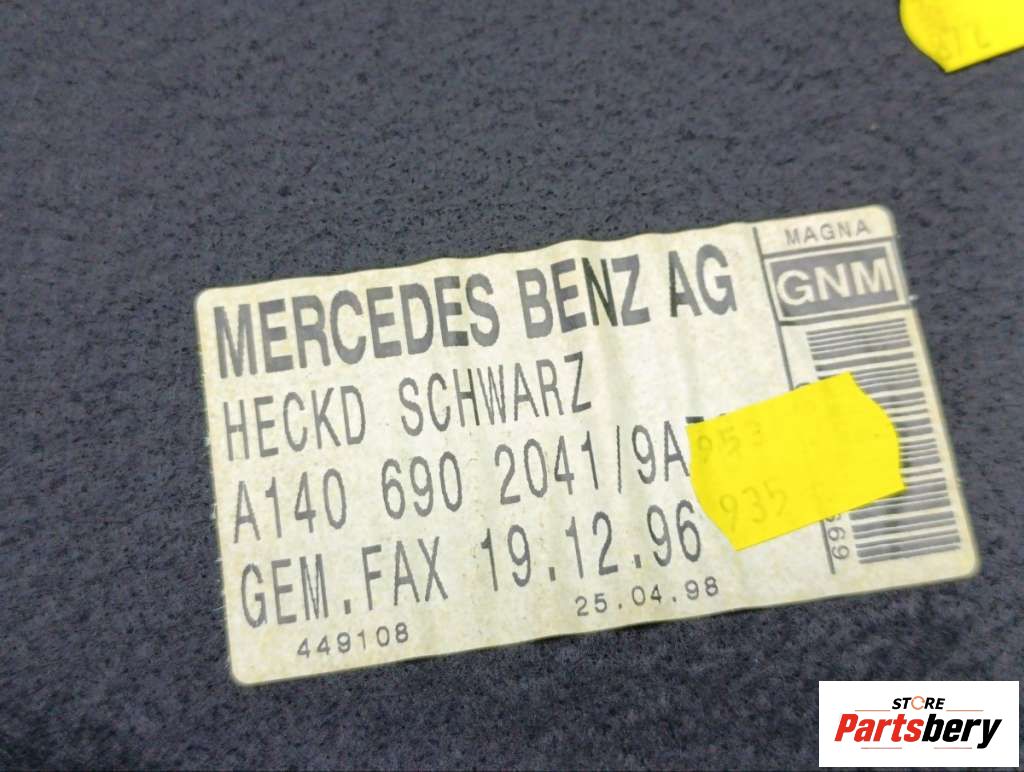 MERCEDES BENZ AG
MAGNA
GNM
HECKD SCHWARZ
A140 690 2041/9A
GEM.FAX 19.12.96
935
449108
25.04.98
STORE
Partsbery